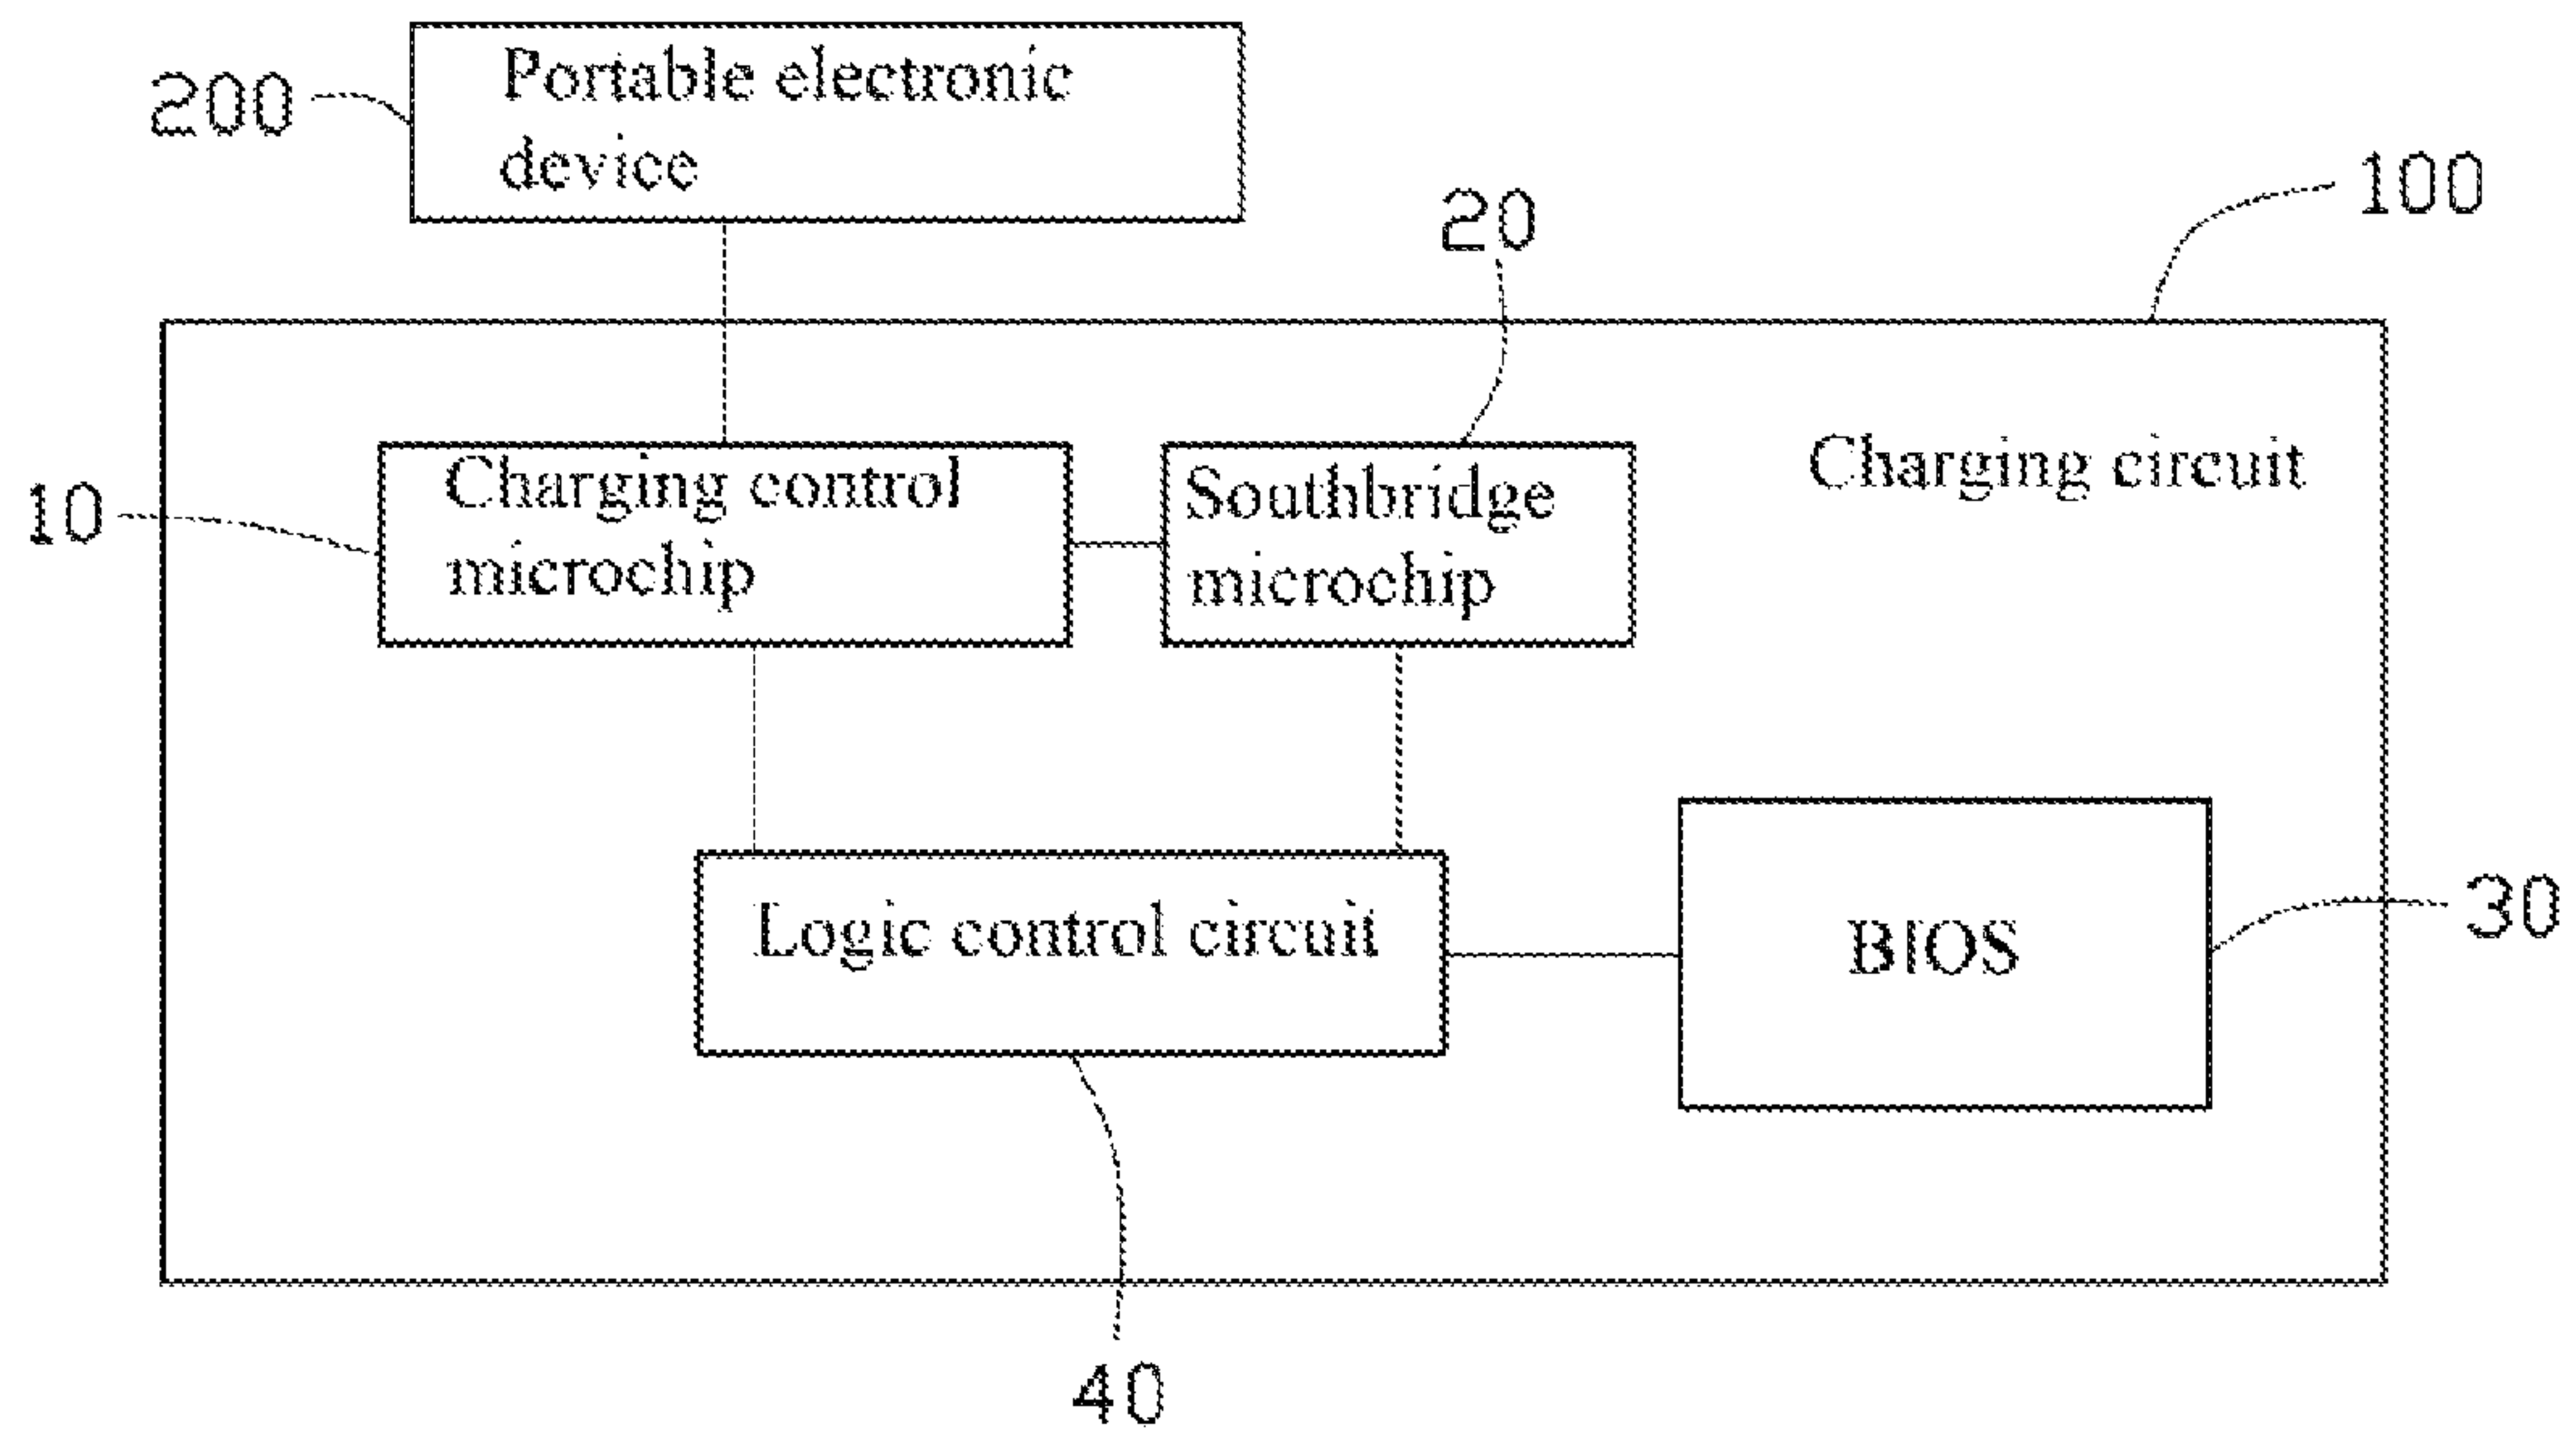 200
Portable electronic
device
100
20
10
Charging control
microchip
Southbridge
microchip
Charging circuit
Logic control circuit
BIOS
30
40